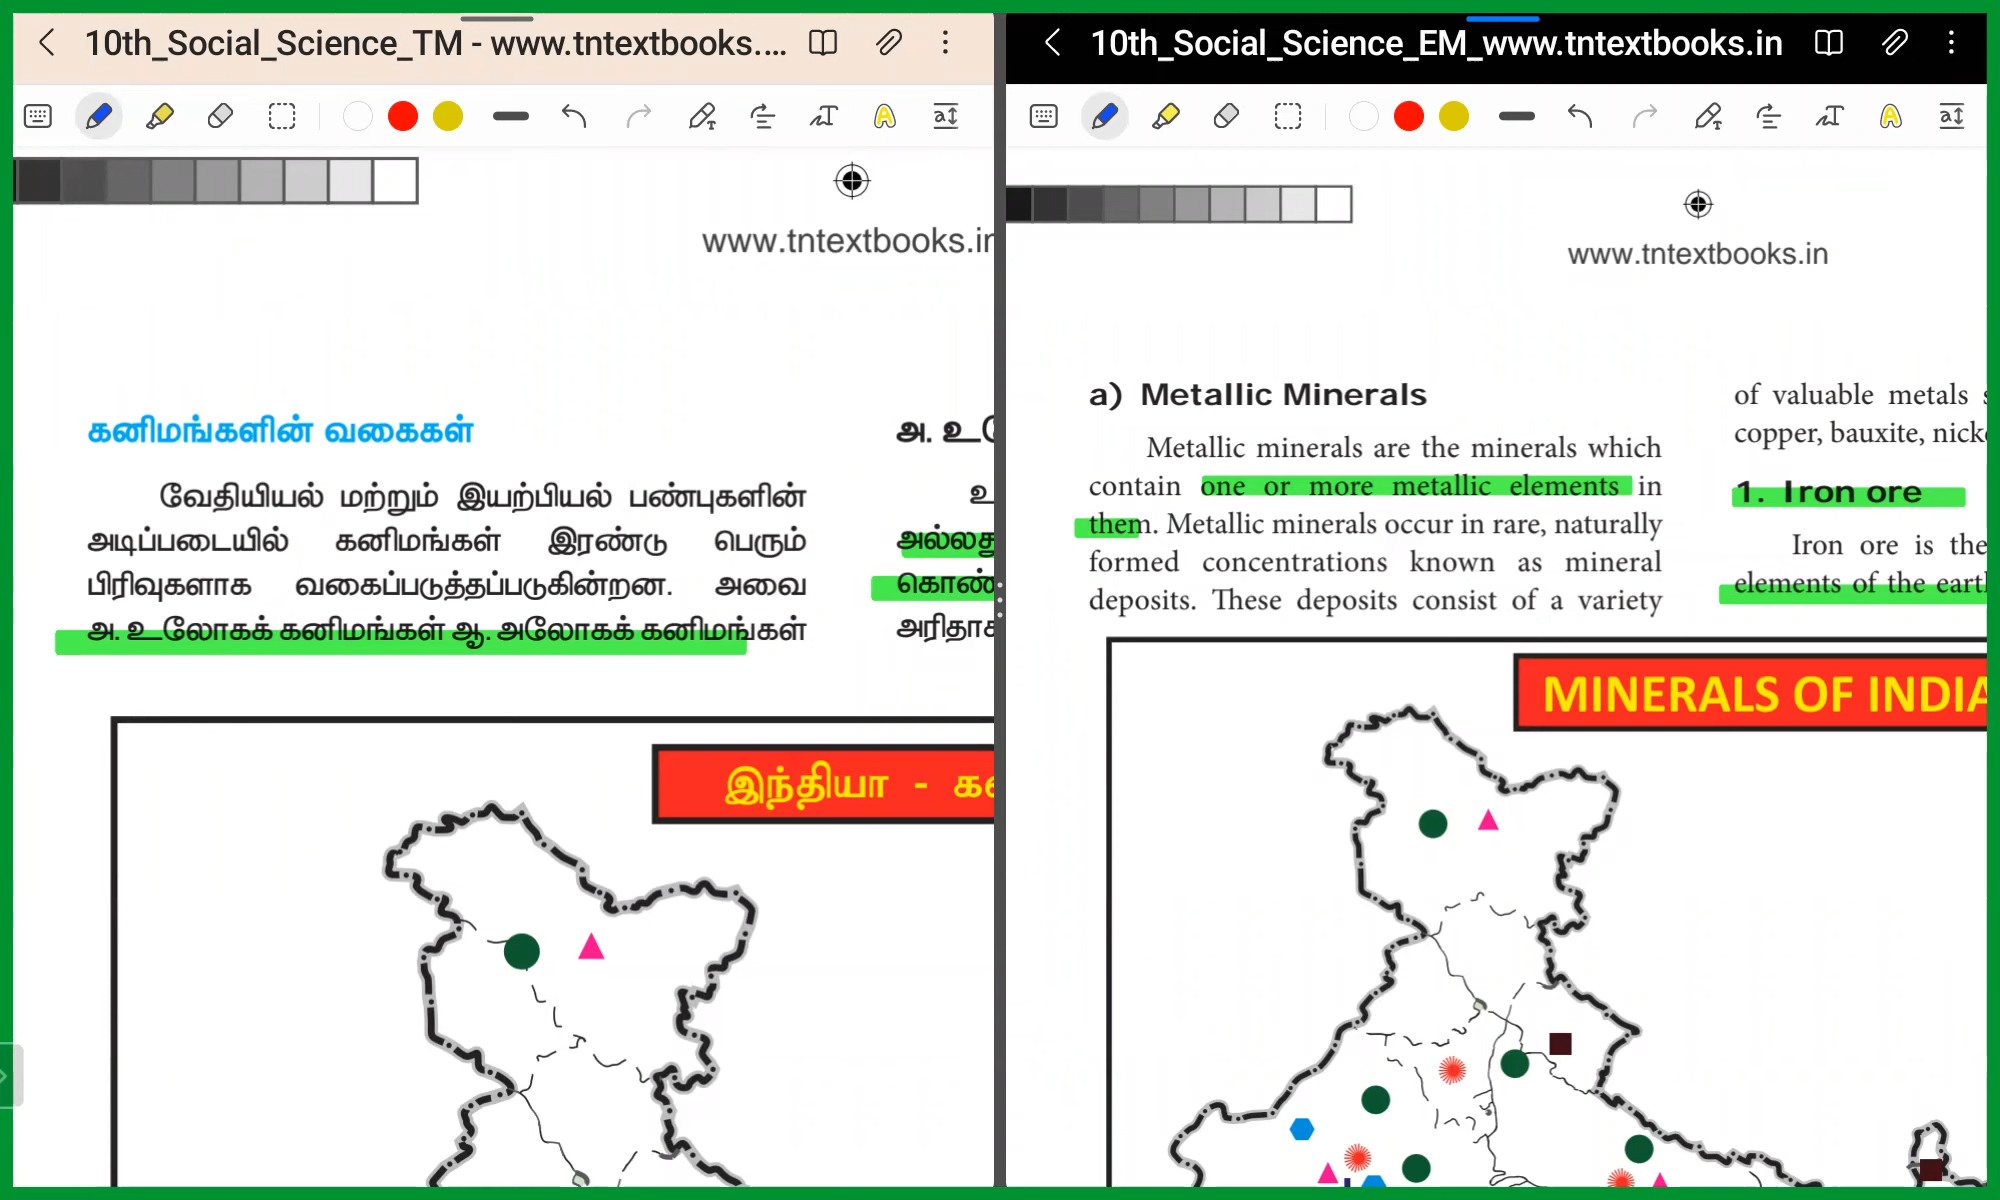 10th_Social_Science_TM - www.tntextbooks....
www.tntextbooks.in
கனிமங்களின் வகைகள்
வேதியியல் மற்றும் இயற்பியல் பண்புகளின்
அடிப்படையில் கனிமங்கள் இரண்டு பெரும்
பிரிவுகளாக வகைப்படுத்தப்படுகின்றன. அவை
அ. உலோகக் கனிமங்கள் ஆ. அலோகக் கனிமங்கள்
அ.
இந்தியா -
10th_Social_Science_EM_www.tntextbooks.in
www.tntextbooks.in
a) Metallic Minerals
Metallic minerals are the minerals which
contain one or more metallic elements in
them. Metallic minerals occur in rare, naturally
formed concentrations known as mineral
deposits. These deposits consist of a variety
of valuable metals
copper, bauxite,
1. Iron ore
Iron ore is the
elements of the
MINERALS OF INDIA